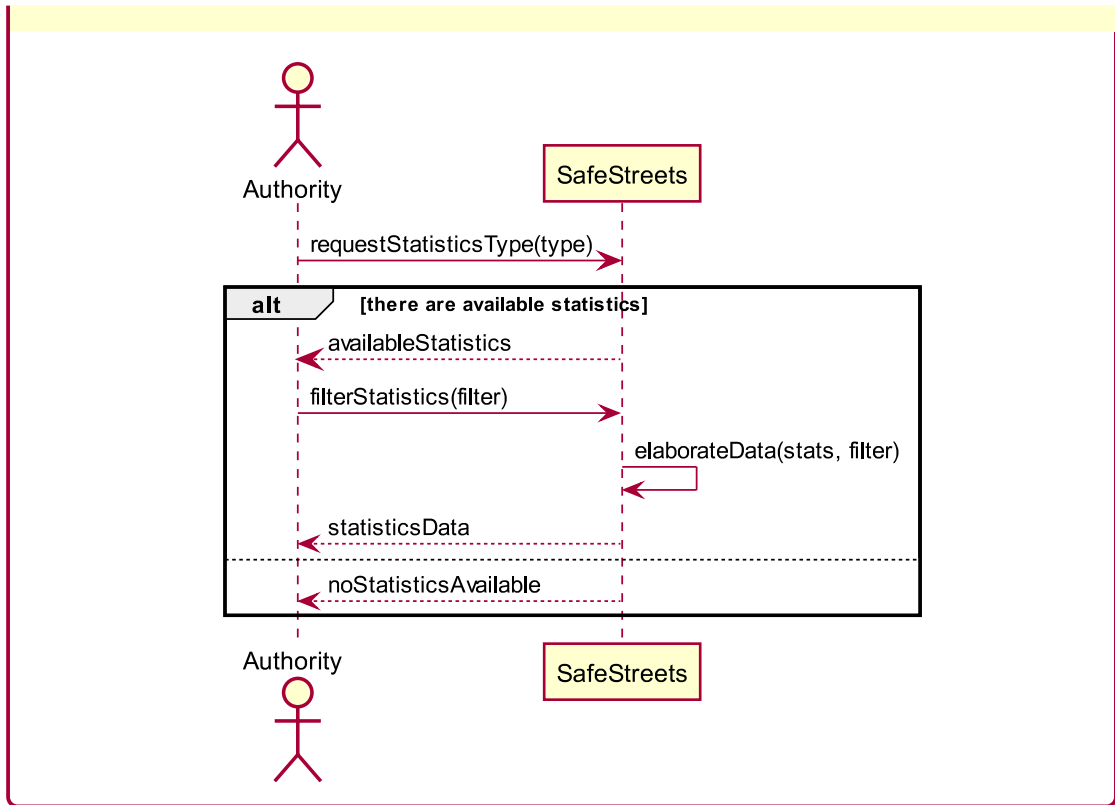 Authority
SafeStreets
requestStatisticsType(type)
alt
[there are available statistics]
availableStatistics
filterStatistics(filter)
elaborateData(stats, filter)
statisticsData
noStatisticsAvailable
Authority
SafeStreets